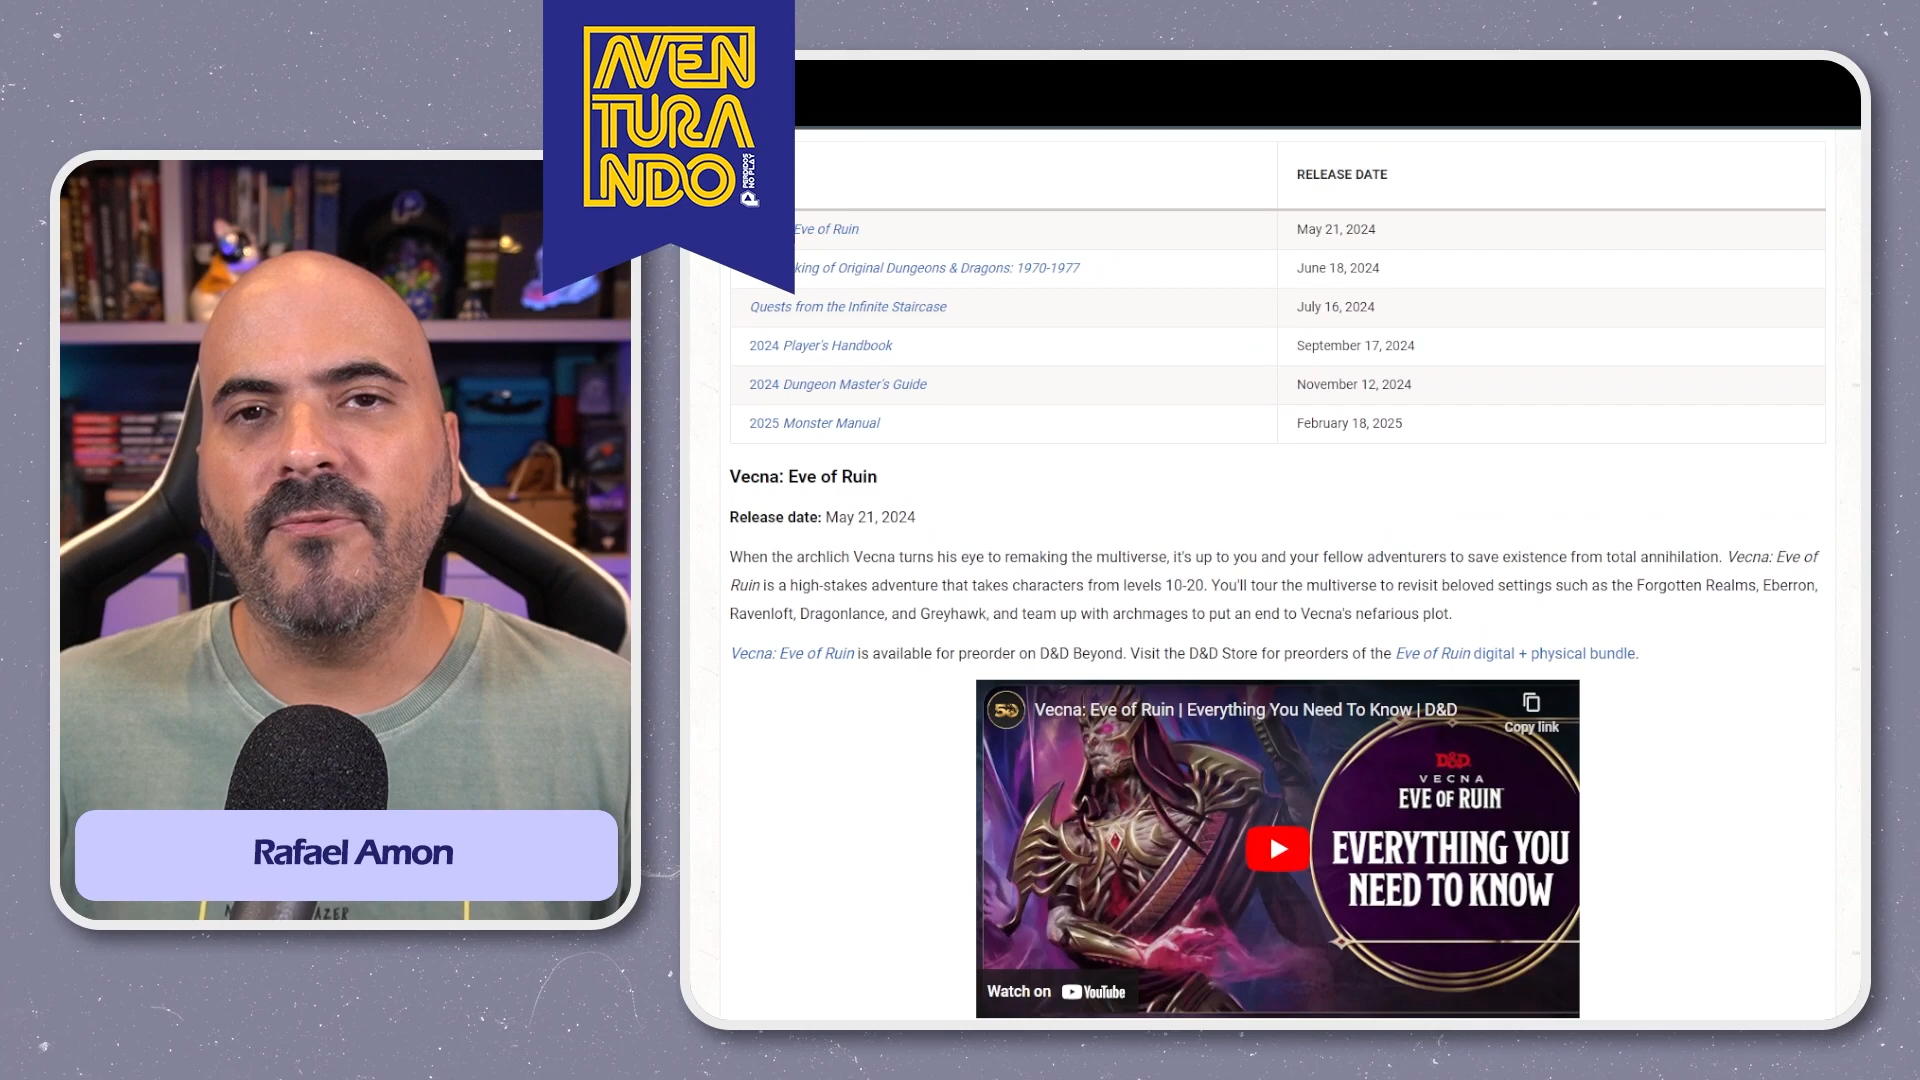 AVEN
TURA
NDO
PERDIDOS
NO PLAY
RELEASE DATE
Eve of Ruin
May 21, 2024
king of Original Dungeons & Dragons: 1970-1977
June 18, 2024
Quests from the Infinite Staircase
July 16, 2024
2024 Player's Handbook
September 17, 2024
2024 Dungeon Master's Guide
November 12, 2024
2025 Monster Manual
February 18, 2025
Vecna: Eve of Ruin
Release date: May 21, 2024
When the archlich Vecna turns his eye to remaking the multiverse, it's up to you and your fellow adventurers to save existence from total annihilation. Vecna: Eve of
Ruin is a high-stakes adventure that takes characters from levels 10-20. You'll tour the multiverse to revisit beloved settings such as the Forgotten Realms, Eberron,
Ravenloft, Dragonlance, and Greyhawk, and team up with archmages to put an end to Vecna's nefarious plot.
Vecna: Eve of Ruin is available for preorder on D&D Beyond. Visit the D&D Store for preorders of the Eve of Ruin digital + physical bundle.
50
Vecna: Eve of Ruin | Everything You Need To Know | D&D
Copy link
D&D
VECNA
EVE OF RUIN
EVERYTHING YOU
NEED TO KNOW
Watch on YouTube
Rafael Amon
AZER